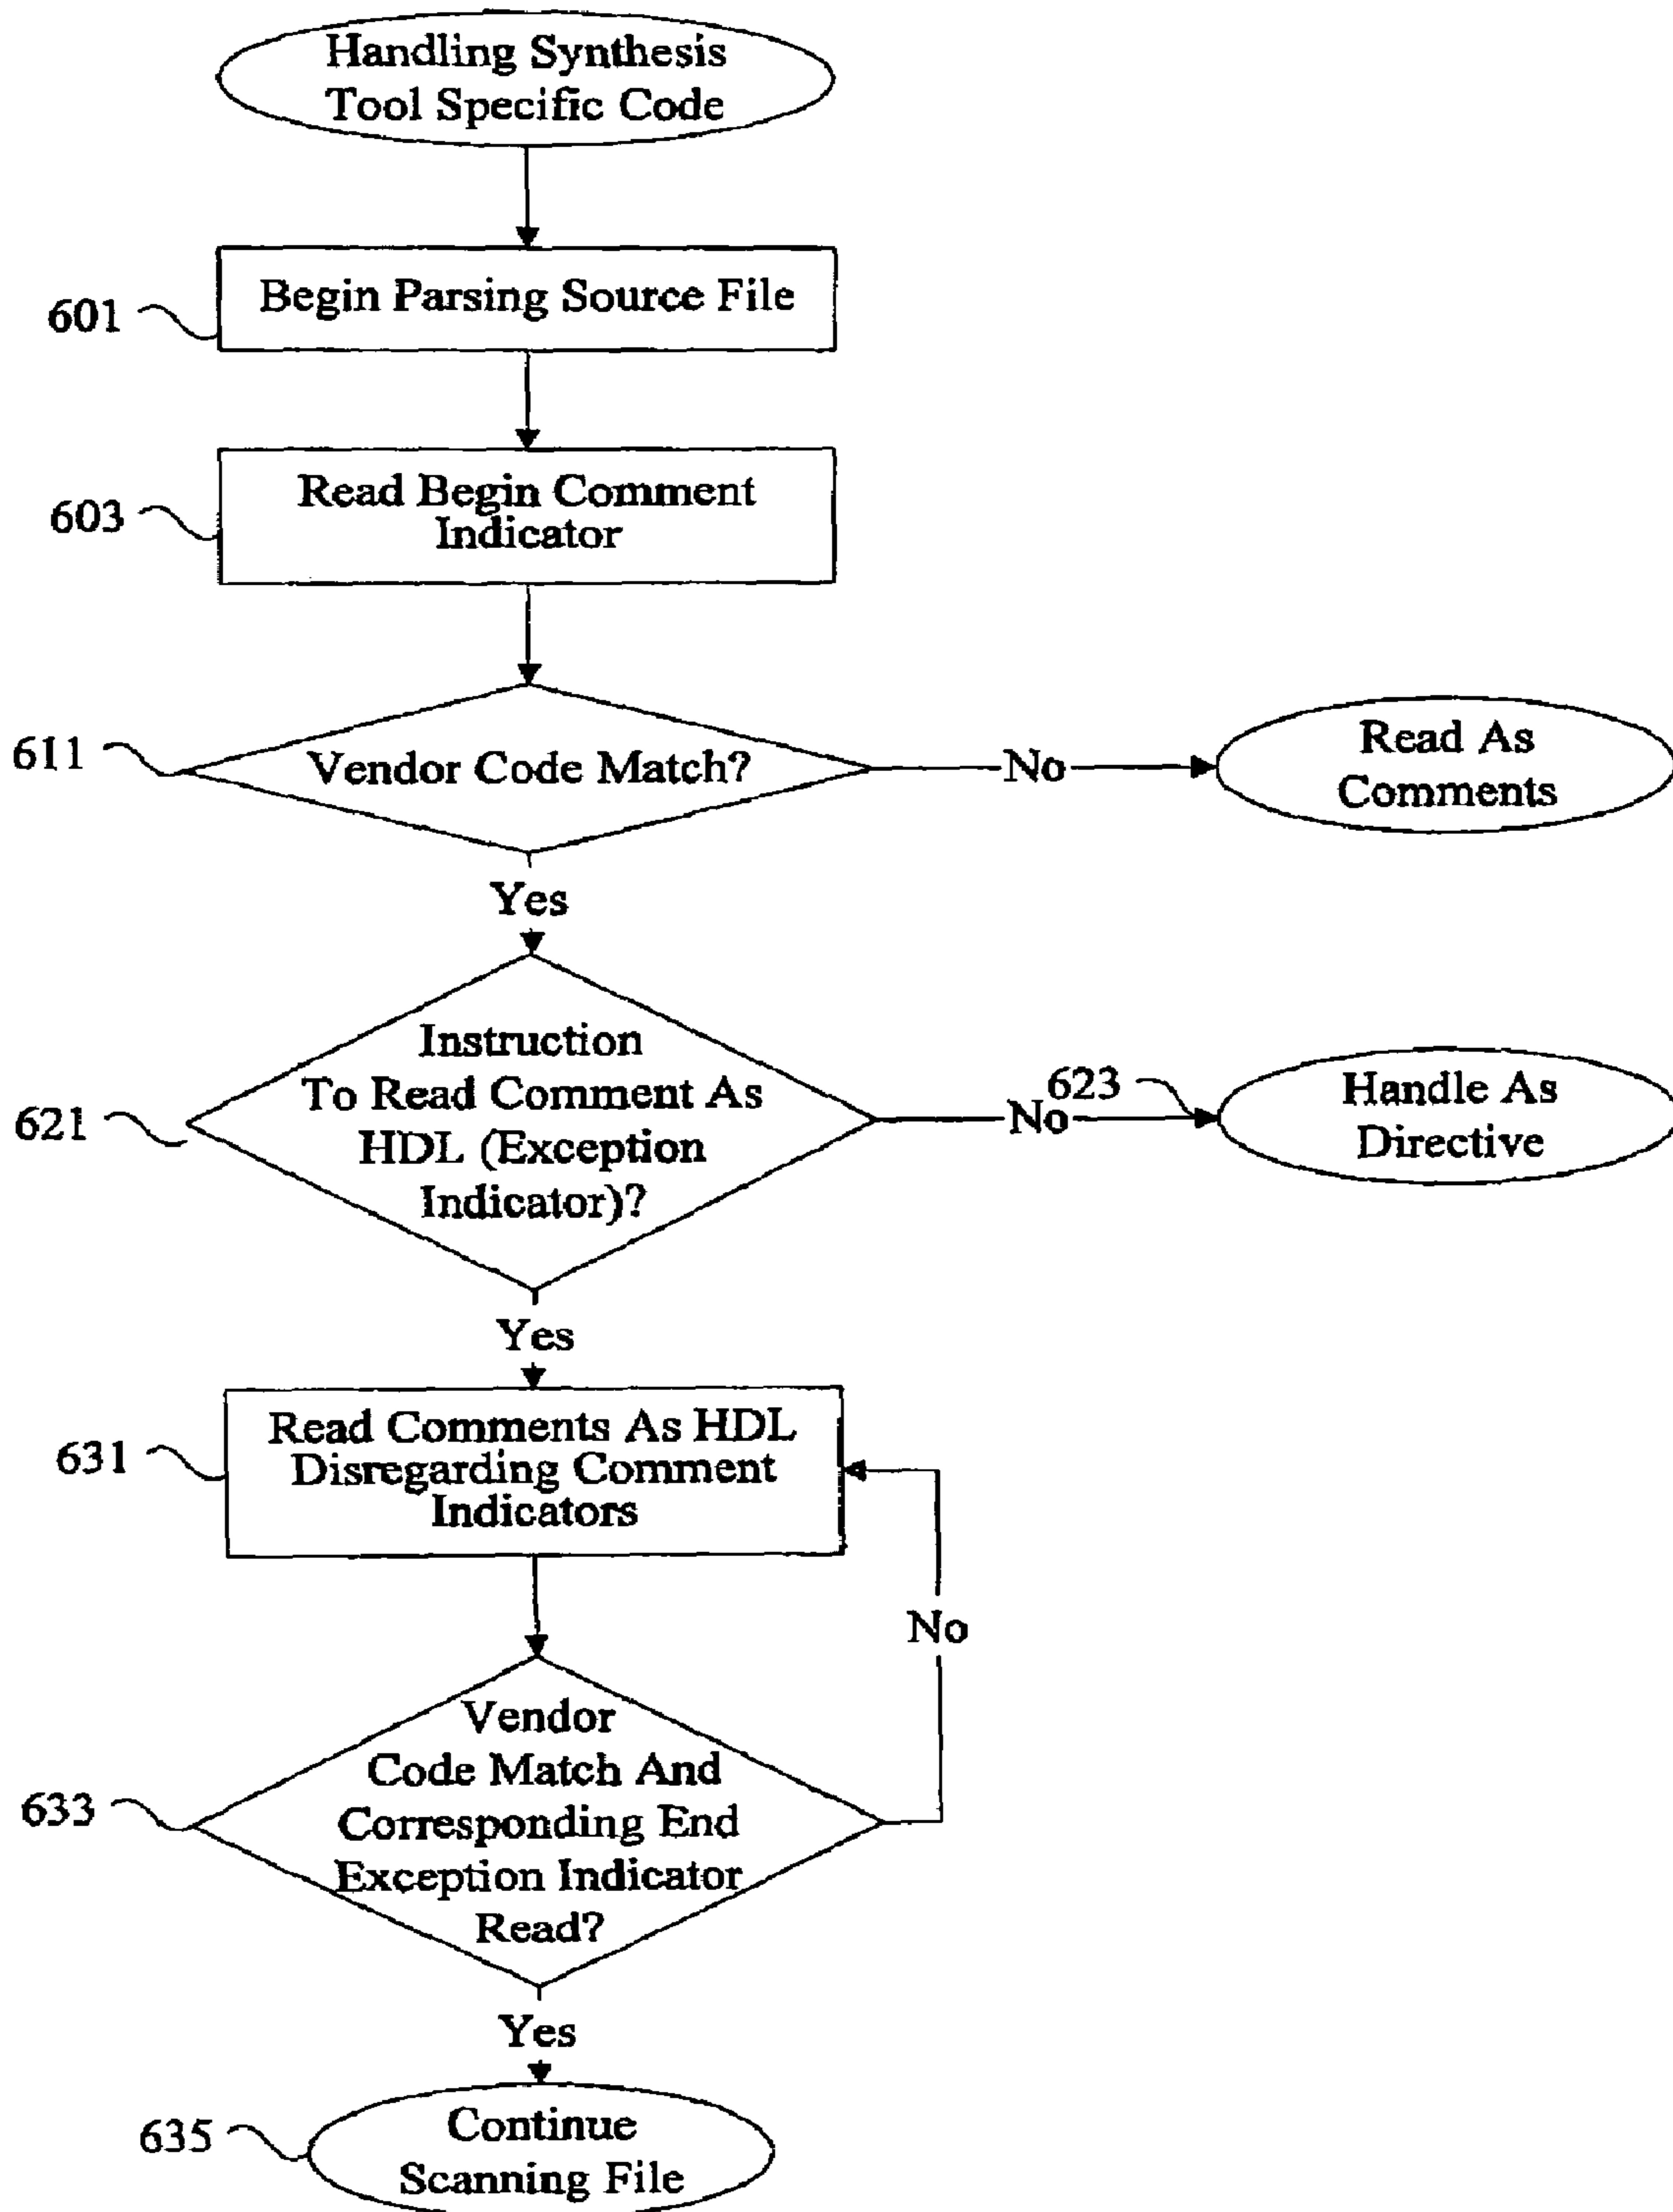 Handling Synthesis
Tool Specific Code
601
Begin Parsing Source File
603
Read Begin Comment
Indicator
611
Vendor Code Match?
No
Read As
Comments
Yes
621
Instruction
To Read Comment As
HDL (Exception
Indicator)?
No
623
Handle As
Directive
Yes
631
Read Comments As HDL
Disregarding Comment
Indicators
No
633
Vendor
Code Match And
Corresponding End
Exception Indicator
Read?
Yes
635
Continue
Scanning File